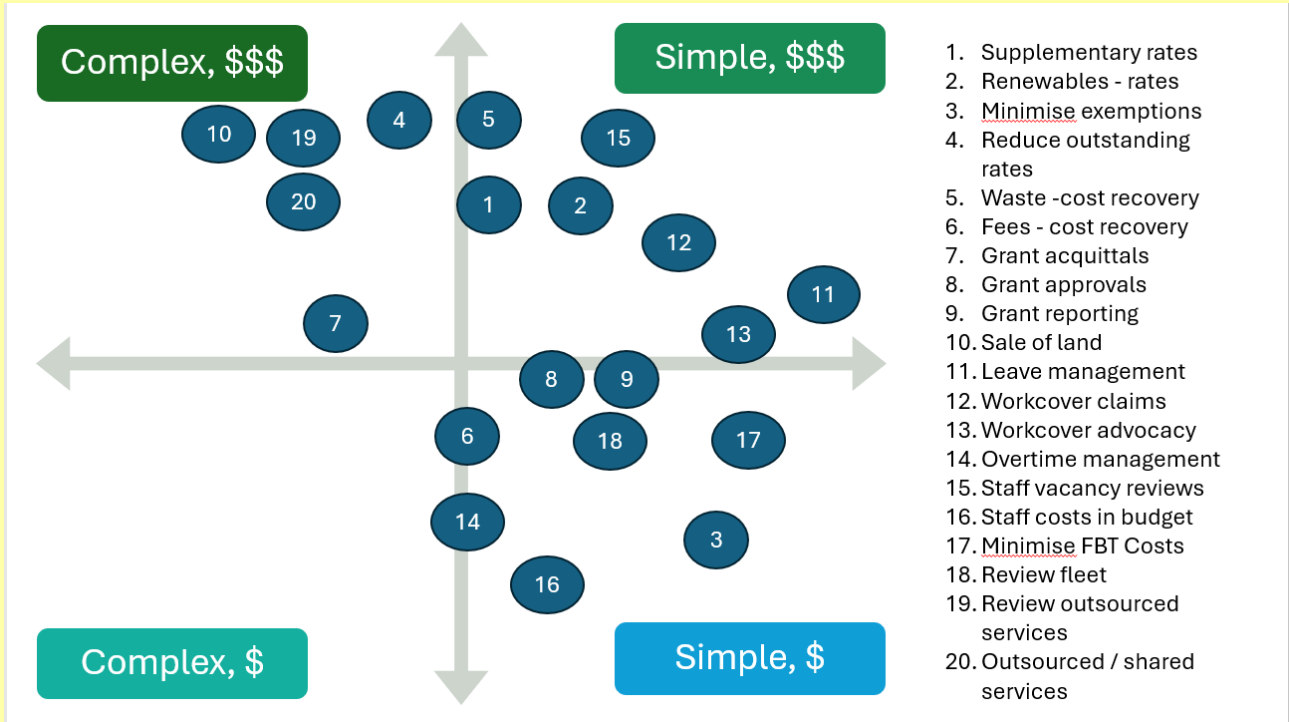 Complex, $$$
Simple, $$$
10
19
4
5
15
20
1
2
12
11
7
13
8
9
6
18
17
14
3
16
Complex, $
Simple, $
1. Supplementary rates
2. Renewables - rates
3. Minimise exemptions
4. Reduce outstanding
rates
5. Waste -cost recovery
6. Fees - cost recovery
7. Grant acquittals
8. Grant approvals
9. Grant reporting
10. Sale of land
11. Leave management
12. Workcover claims
13. Workcover advocacy
14. Overtime management
15. Staff vacancy reviews
16. Staff costs in budget
17. Minimise FBT Costs
18. Review fleet
19. Review outsourced
services
20. Outsourced / shared
services